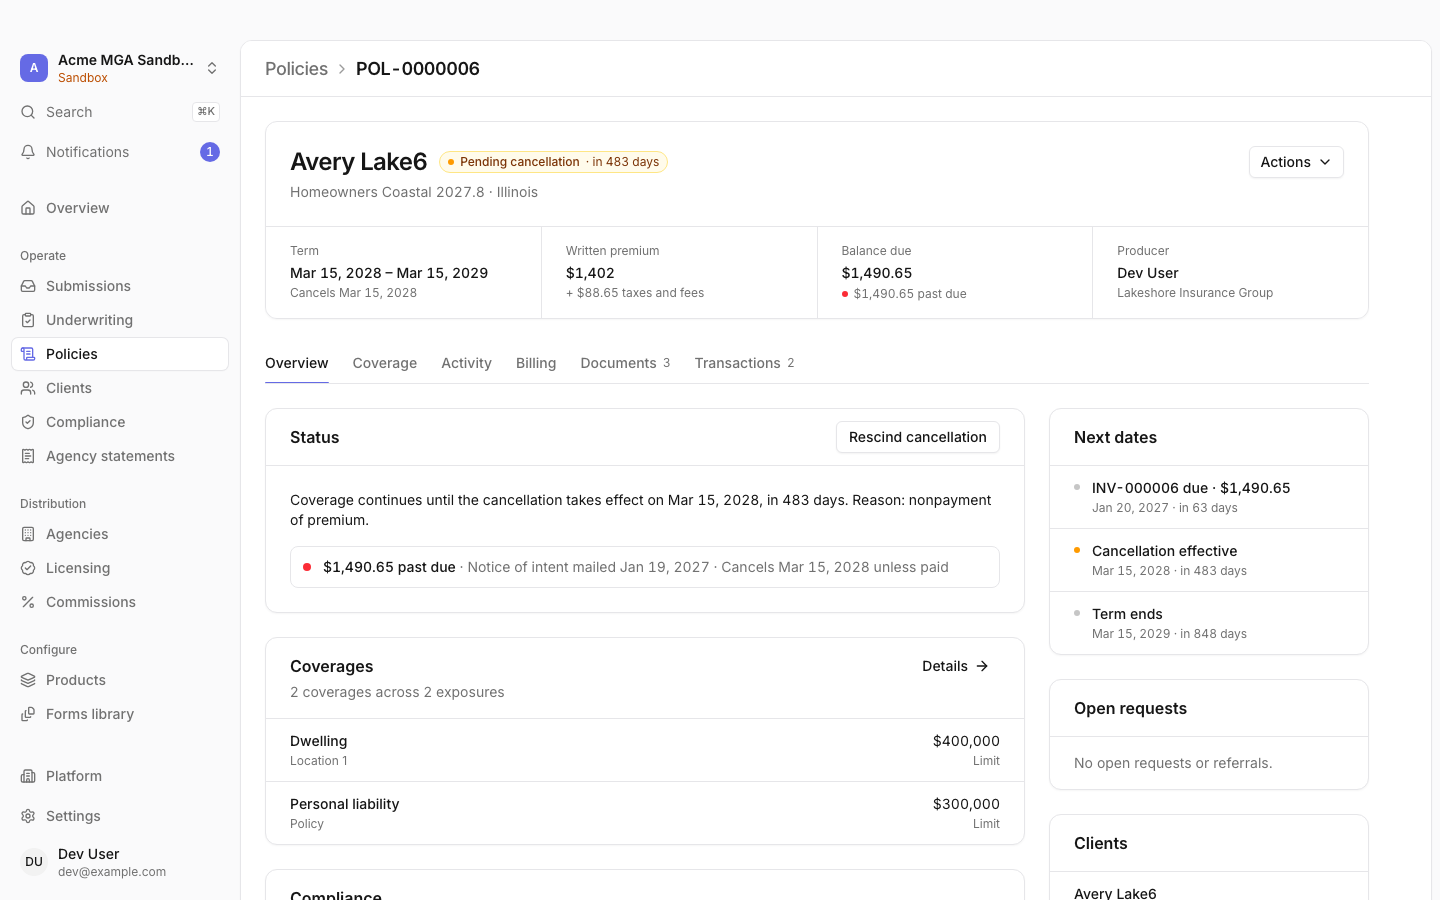 A
Acme MGA Sandb...
Sandbox
Search
⌘K
Notifications
1
Overview
Operate
Submissions
Underwriting
Policies
Clients
Compliance
Agency statements
Distribution
Agencies
Licensing
Commissions
Configure
Products
Forms library
Platform
Settings
DU
Dev User
dev@example.com
Policies > POL-0000006
Avery Lake6
Pending cancellation · in 483 days
Actions
Homeowners Coastal 2027.8 · Illinois
Term
Mar 15, 2028 – Mar 15, 2029
Cancels Mar 15, 2028
Written premium
$1,402
+ $88.65 taxes and fees
Balance due
$1,490.65
$1,490.65 past due
Producer
Dev User
Lakeshore Insurance Group
Overview
Coverage
Activity
Billing
Documents 3
Transactions 2
Status
Rescind cancellation
Coverage continues until the cancellation takes effect on Mar 15, 2028, in 483 days. Reason: nonpayment
of premium.
$1,490.65 past due · Notice of intent mailed Jan 19, 2027 · Cancels Mar 15, 2028 unless paid
Coverages
Details →
2 coverages across 2 exposures
Dwelling
$400,000
Location 1
Limit
Personal liability
$300,000
Policy
Limit
Compliance
Next dates
INV-000006 due · $1,490.65
Jan 20, 2027 · in 63 days
Cancellation effective
Mar 15, 2028 · in 483 days
Term ends
Mar 15, 2029 · in 848 days
Open requests
No open requests or referrals.
Clients
Avery Lake6